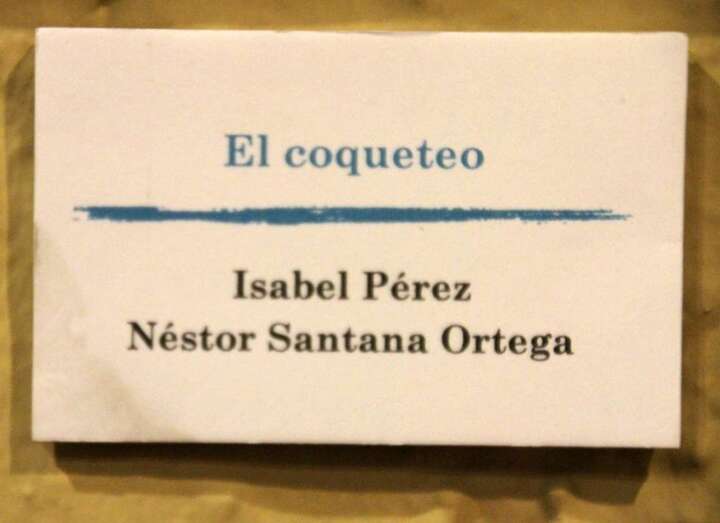 El coqueteo
Isabel Pérez
Néstor Santana Ortega